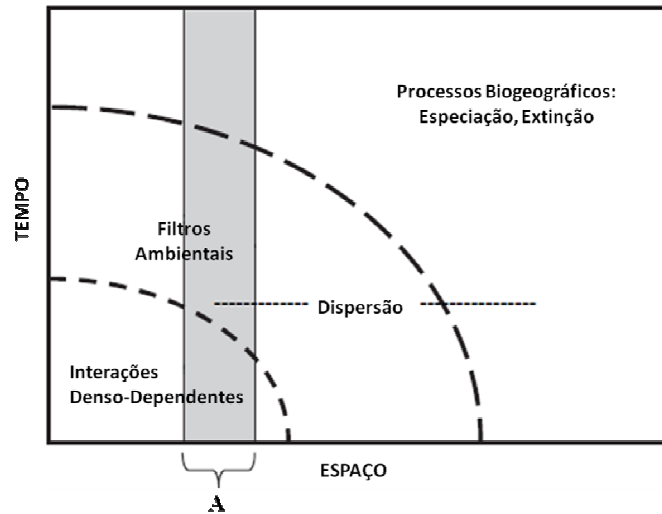 Processos Biogeográficos:
Especiação, Extinção
TEMPO
Filtros
Ambientais
Dispersão
Interações
Denso-Dependentes
ESPAÇO
A